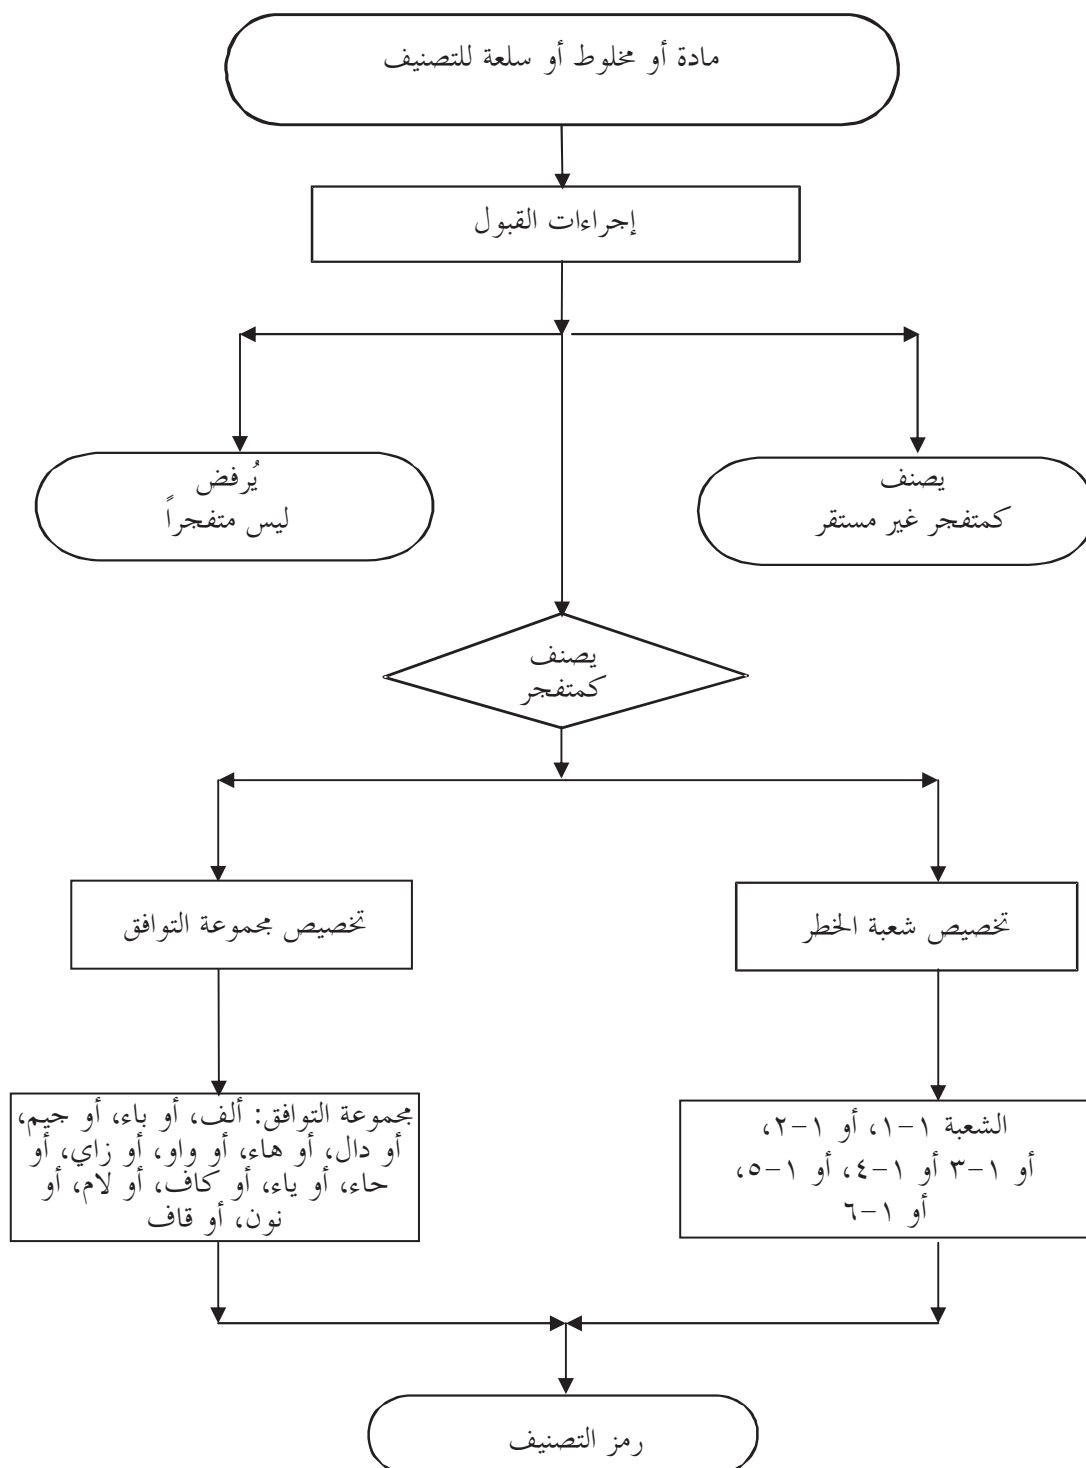 مادة أو مخلوط أو سلعة للتصنيف
إجراءات القبول
يصنف
كمتفجر غير مستقر
يُرفض
ليس متفجراً
يصنف
كمتفجر
تخصيص شعبة الخطر
تخصيص مجموعة التوافق
الشعبة ١-١، أو ١-٢،
أو ١-٣ أو ١-٤، أو ١-٥،
أو ١-٦
مجموعة التوافق: ألف، أو باء، أو جيم،
أو دال، أو هاء، أو واو، أو زاي، أو
حاء، أو ياء، أو كاف، أو لام، أو
نون، أو قاف
رمز التصنيف